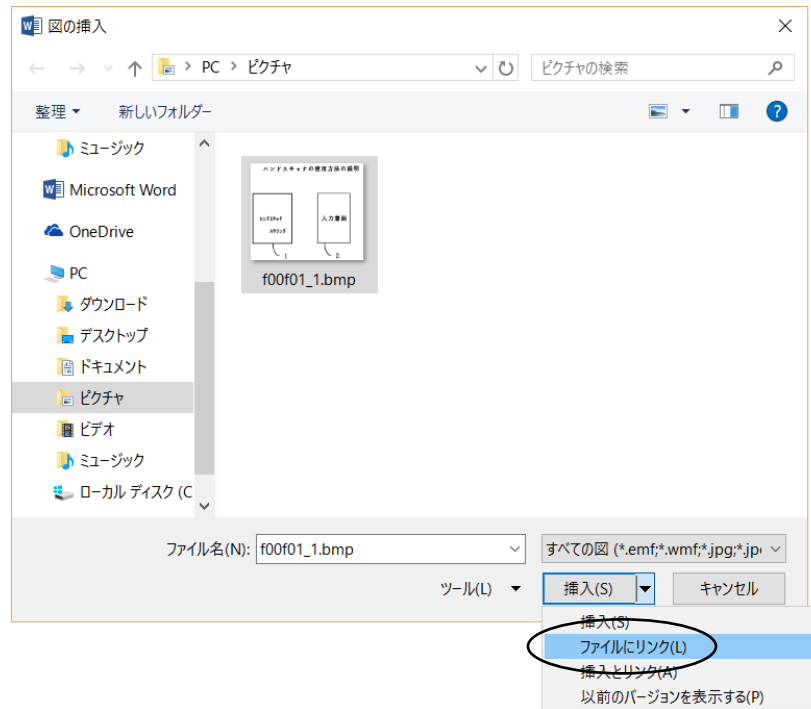 図の挿入
PC > ピクチャ
ピクチャの検索
整理
新しいフォルダー
ミュージック
Microsoft Word
OneDrive
PC
ダウンロード
デスクトップ
ドキュメント
ピクチャ
ビデオ
ミュージック
ローカル ディスク (C
ハンドスキャナの使用方法の説明
入力書画
1
2
f00f01_1.bmp
ファイル名(N):
f00f01_1.bmp
すべての図 (*.emf;*.wmf;*.jpg;*.jpe
ツール(L)
挿入(S)
キャンセル
挿入(S)
ファイルにリンク(L)
挿入とリンク(A)
以前のバージョンを表示する(P)